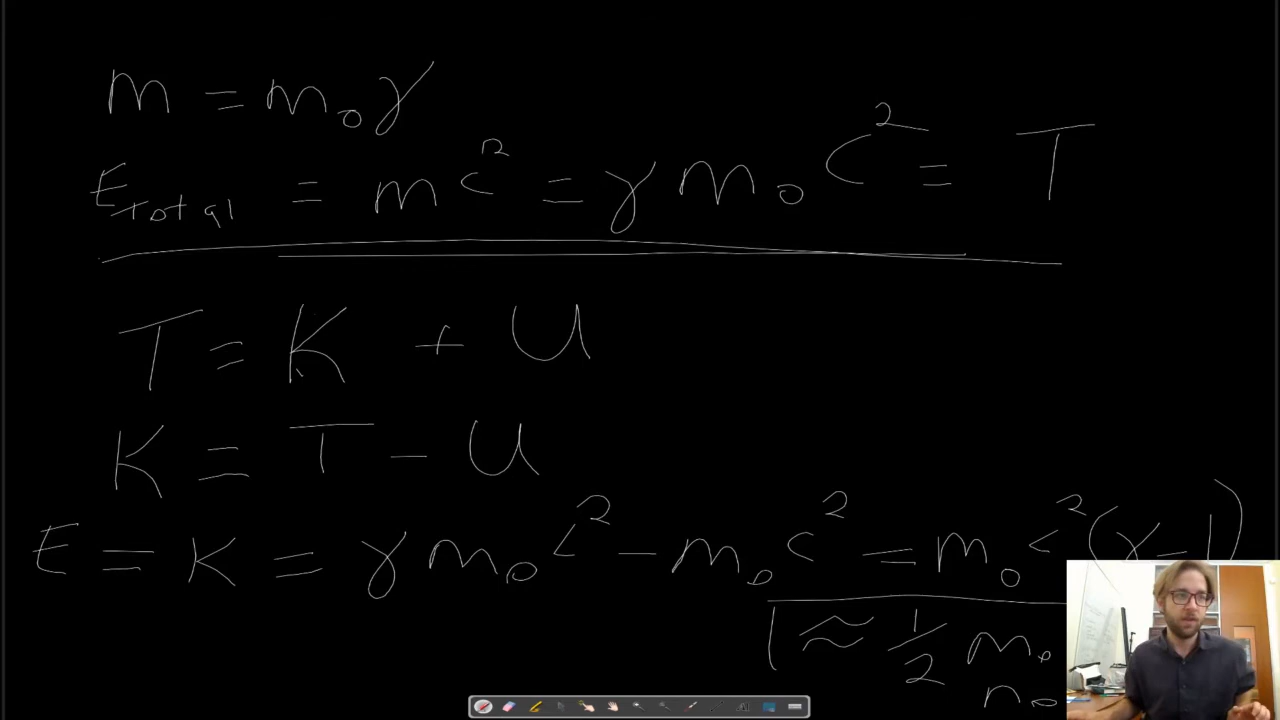 m = m₀γ
E_Total = mc² = γm₀c² = T
T = K + U
K = T - U
E = K = γm₀c² - m₀c² = m₀c²(γ-1)
≈ 1/2 m₀